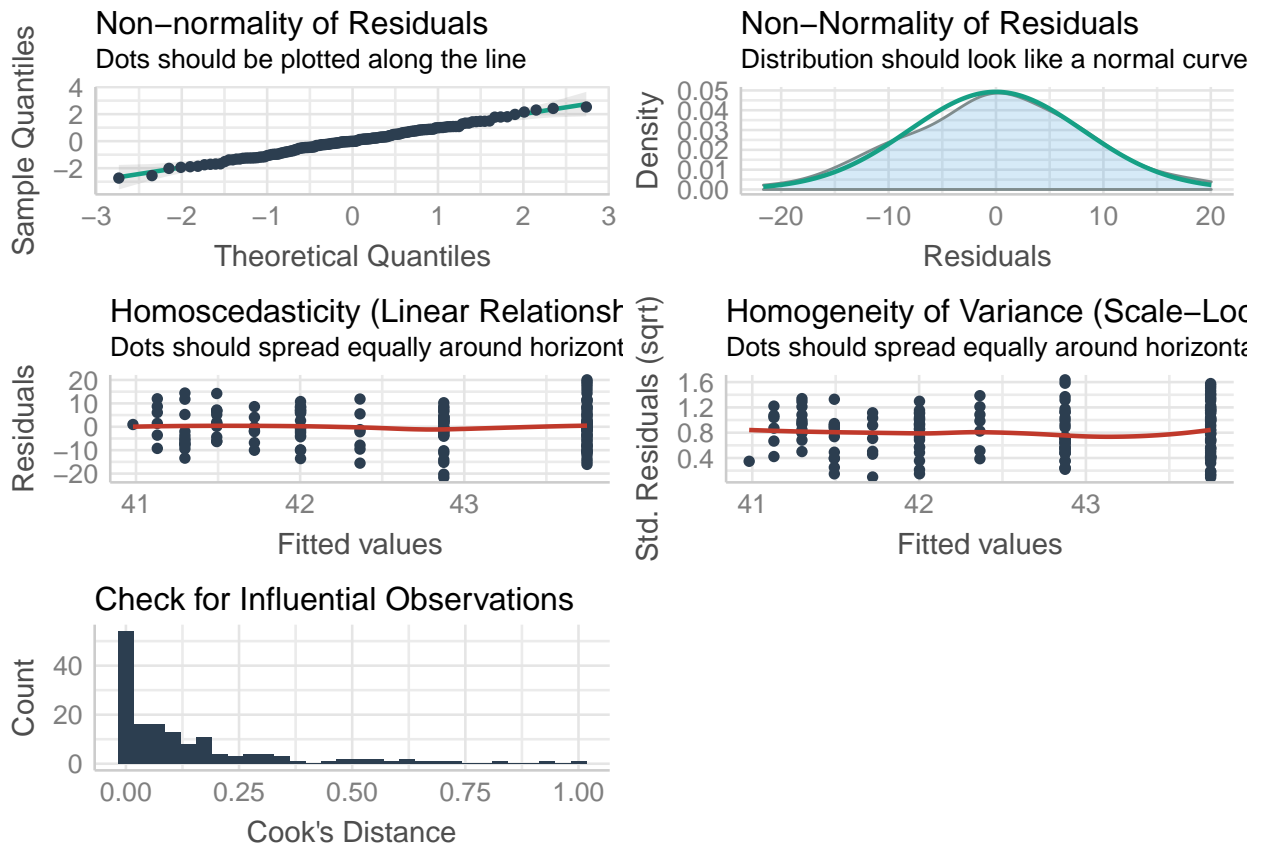 Non−normality of Residuals
Dots should be plotted along the line
Sample Quantiles
4
2
0
−2
−3 −2 −1 0 1 2 3
Theoretical Quantiles
Non−Normality of Residuals
Distribution should look like a normal curve
Density
0.05
0.04
0.03
0.02
0.01
0.00
−20 −10 0 10 20
Residuals
Homoscedasticity (Linear Relationsh
Dots should spread equally around horizont
Residuals
20
10
0
−10
−20
41 42 43
Fitted values
Homogeneity of Variance (Scale−Loc
Dots should spread equally around horizonta
Std. Residuals (sqrt)
1.6
1.2
0.8
0.4
41 42 43
Fitted values
Check for Influential Observations
Count
40
20
0
0.00 0.25 0.50 0.75 1.00
Cook's Distance